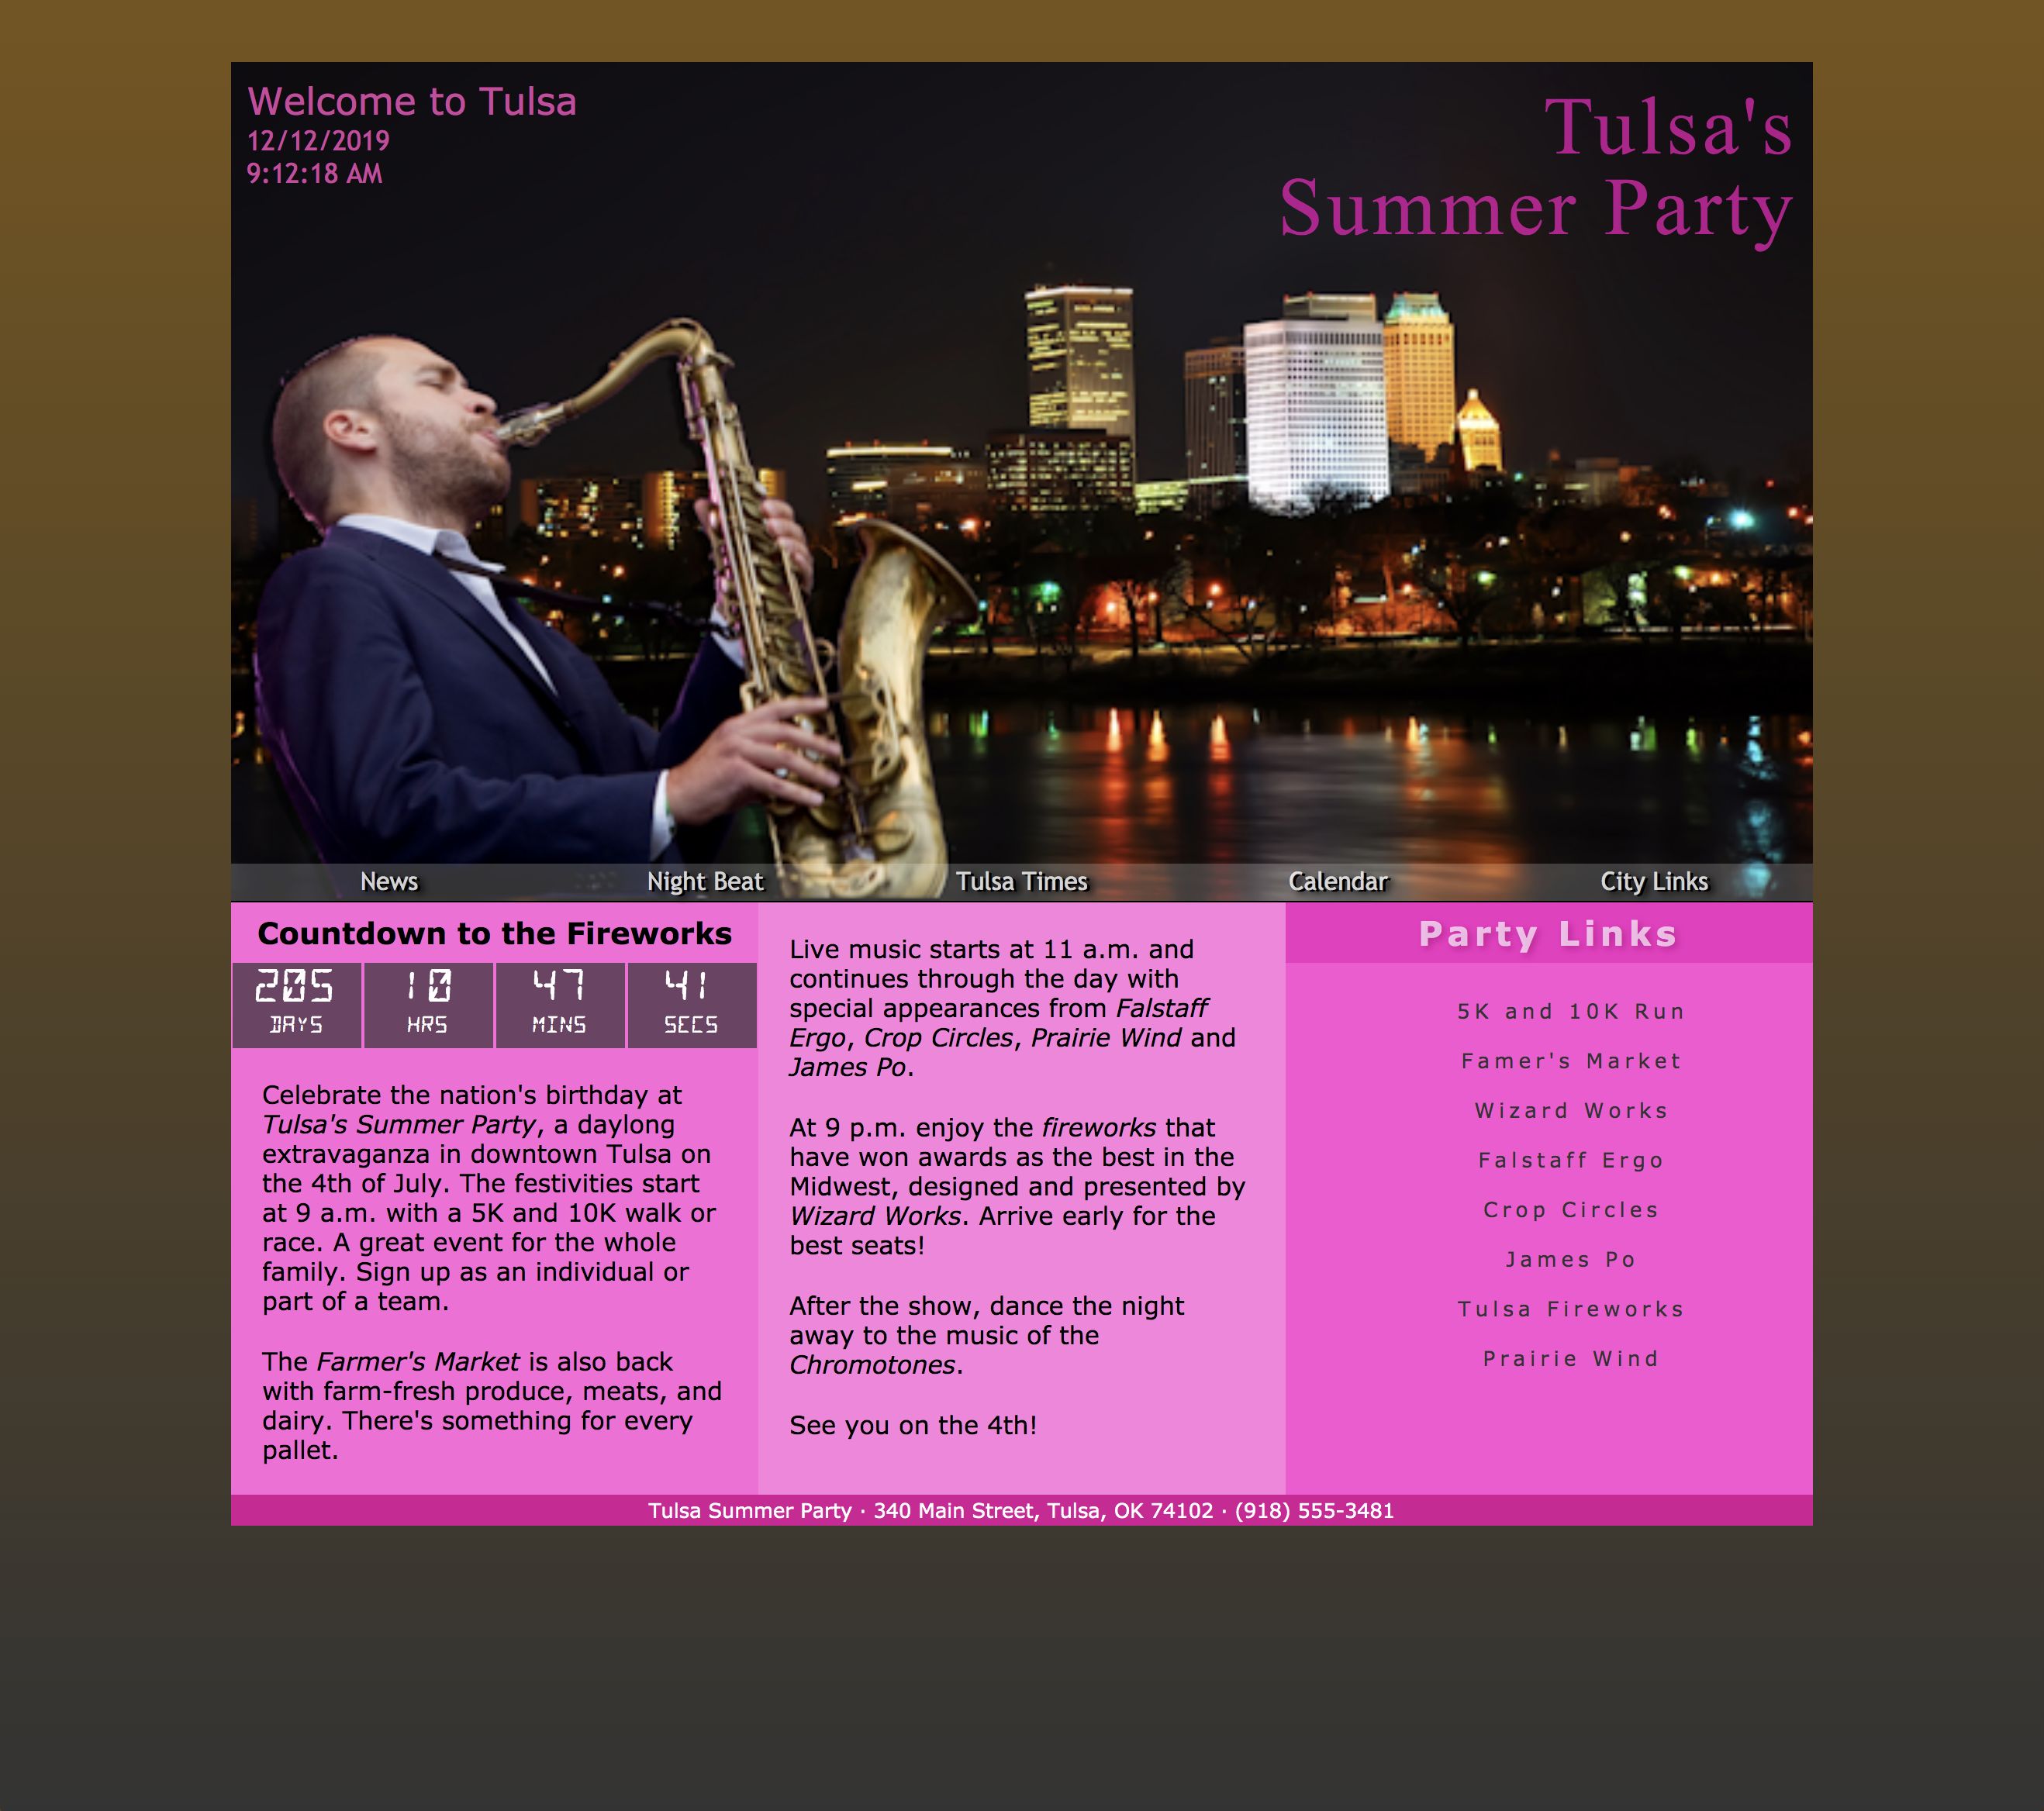 Welcome to Tulsa
12/12/2019
9:12:18 AM
Tulsa's
Summer Party
News
Night Beat
Tulsa Times
Calendar
City Links
Countdown to the Fireworks
205
DAYS
10
HRS
47
MINS
41
SECS
Celebrate the nation's birthday at
Tulsa's Summer Party, a daylong
extravaganza in downtown Tulsa on
the 4th of July. The festivities start
at 9 a.m. with a 5K and 10K walk or
race. A great event for the whole
family. Sign up as an individual or
part of a team.
The Farmer's Market is also back
with farm-fresh produce, meats, and
dairy. There's something for every
pallet.
Live music starts at 11 a.m. and
continues through the day with
special appearances from Falstaff
Ergo, Crop Circles, Prairie Wind and
James Po.
At 9 p.m. enjoy the fireworks that
have won awards as the best in the
Midwest, designed and presented by
Wizard Works. Arrive early for the
best seats!
After the show, dance the night
away to the music of the
Chromotones.
See you on the 4th!
Party Links
5K and 10K Run
Famer's Market
Wizard Works
Falstaff Ergo
Crop Circles
James Po
Tulsa Fireworks
Prairie Wind
Tulsa Summer Party · 340 Main Street, Tulsa, OK 74102 · (918) 555-3481